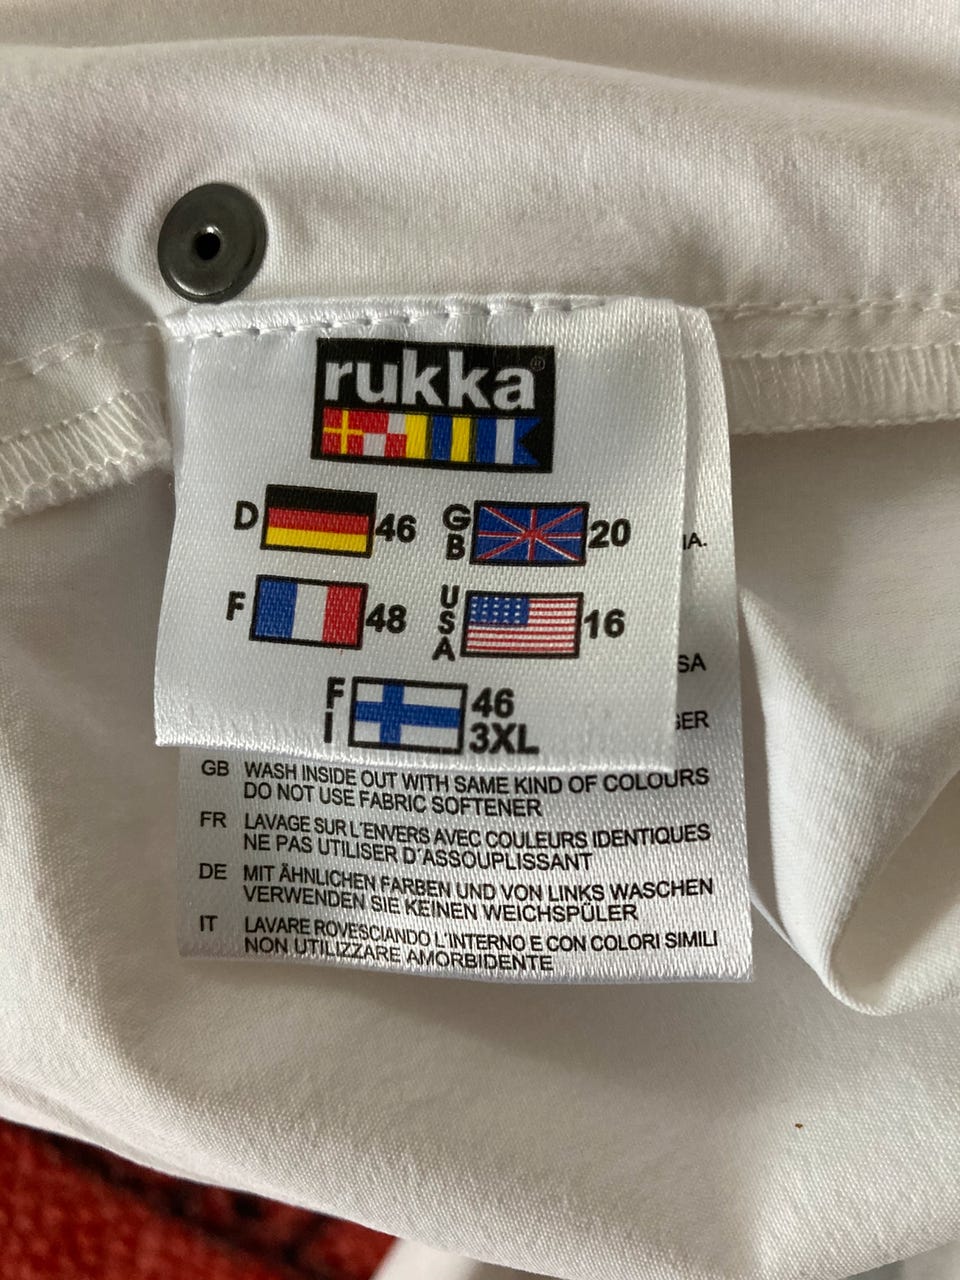 rukka®
D 46 GB 20
F 48 USA 16
FI 46
3XL
GB WASH INSIDE OUT WITH SAME KIND OF COLOURS
DO NOT USE FABRIC SOFTENER
FR LAVAGE SUR L´ENVERS AVEC COULEURS IDENTIQUES
NE PAS UTILISER D´ASSOUPLISSANT
DE MIT ÄHNLICHEN FARBEN UND VON LINKS WASCHEN
VERWENDEN SIE KEINEN WEICHSPÜLER
IT LAVARE ROVESCIANDO L´INTERNO E CON COLORI SIMILI
NON UTILIZZARE AMORBIDENTE